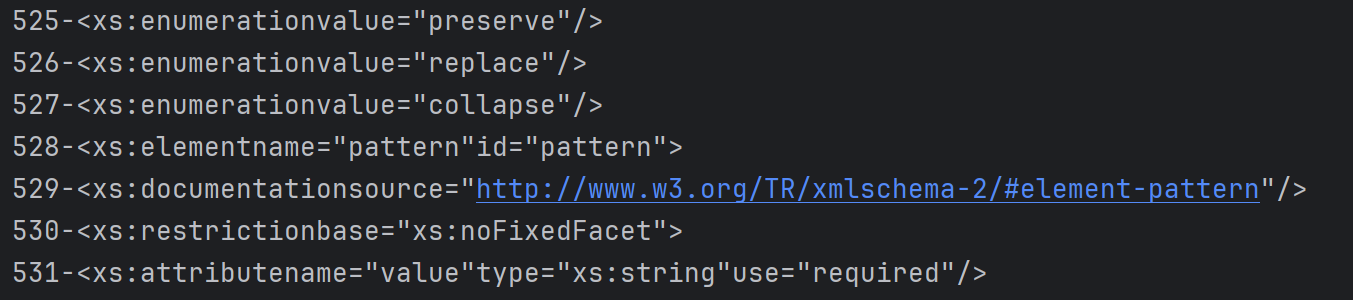 525-<xs:enumerationvalue="preserve"/>
526-<xs:enumerationvalue="replace"/>
527-<xs:enumerationvalue="collapse"/>
528-<xs:elementname="pattern"id="pattern">
529-<xs:documentationsource="http://www.w3.org/TR/xmlschema-2/#element-pattern"/>
530-<xs:restrictionbase="xs:noFixedFacet">
531-<xs:attributename="value"type="xs:string"use="required"/>